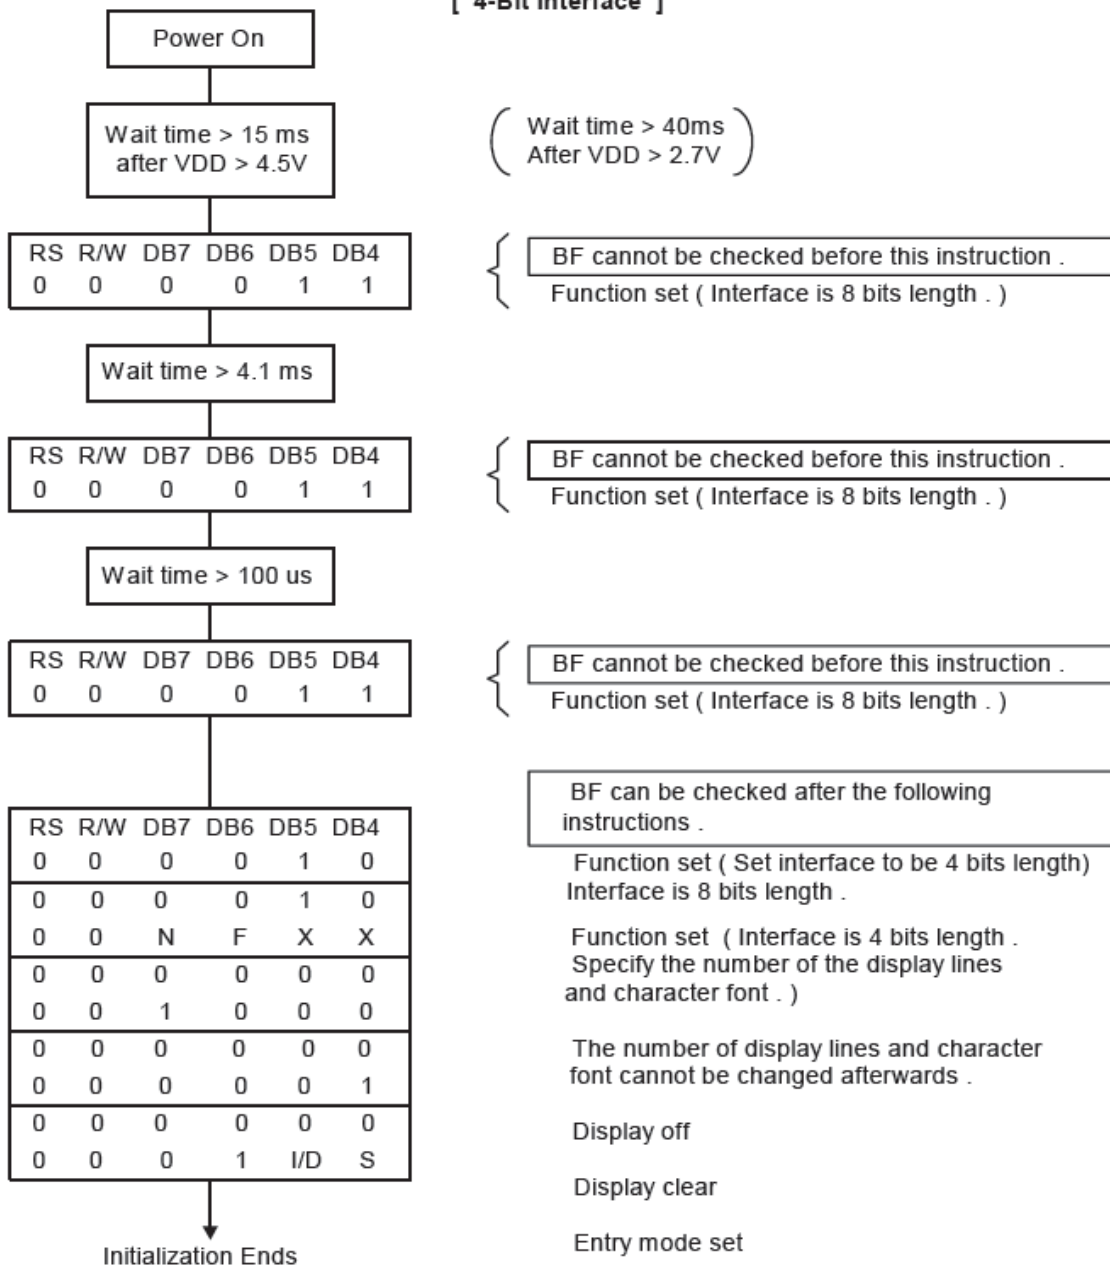 [ 4-Bit Interface ]
Power On
Wait time > 15 ms
after VDD > 4.5V
Wait time > 40ms
After VDD > 2.7V
RS R/W DB7 DB6 DB5 DB4
0 0 0 0 1 1
BF cannot be checked before this instruction .
Function set ( Interface is 8 bits length . )
Wait time > 4.1 ms
RS R/W DB7 DB6 DB5 DB4
0 0 0 0 1 1
BF cannot be checked before this instruction .
Function set ( Interface is 8 bits length . )
Wait time > 100 us
RS R/W DB7 DB6 DB5 DB4
0 0 0 0 1 1
BF cannot be checked before this instruction .
Function set ( Interface is 8 bits length . )
RS R/W DB7 DB6 DB5 DB4
0 0 0 0 1 0
0 0 0 0 1 0
0 0 N F X X
0 0 0 0 0 0
0 0 1 0 0 0
0 0 0 0 0 0
0 0 0 0 0 1
0 0 0 0 0 0
0 0 0 1 I/D S
BF can be checked after the following
instructions .
Function set ( Set interface to be 4 bits length)
Interface is 8 bits length .
Function set ( Interface is 4 bits length .
Specify the number of the display lines
and character font . )
The number of display lines and character
font cannot be changed afterwards .
Display off
Display clear
Entry mode set
Initialization Ends